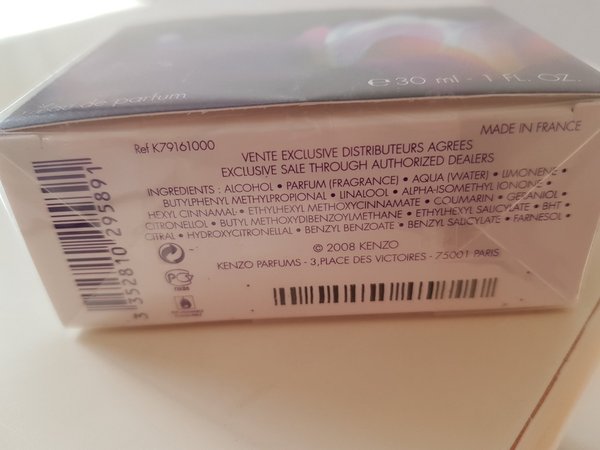 eau de parfum
e 30 ml - 1 FL. OZ.
MADE IN FRANCE
Ref K79161000
VENTE EXCLUSIVE DISTRIBUTEURS AGREES
EXCLUSIVE SALE THROUGH AUTHORIZED DEALERS
INGREDIENTS : ALCOHOL • PARFUM (FRAGRANCE) • AQUA (WATER) • LIMONENE •
BUTYLPHENYL METHYLPROPIONAL • LINALOOL • ALPHA-ISOMETHYL IONONE •
HEXYL CINNAMAL • ETHYLHEXYL METHOXYCINNAMATE • COUMARIN • GERANIOL •
CITRONELLOL • BUTYL METHOXYDIBENZOYLMETHANE • ETHYLHEXYL SALICYLATE • BHT •
CITRAL • HYDROXYCITRONELLAL • BENZYL BENZOATE • BENZYL SALICYLATE • FARNESOL •
© 2008 KENZO
KENZO PARFUMS - 3,PLACE DES VICTOIRES - 75001 PARIS
3 352810 295891